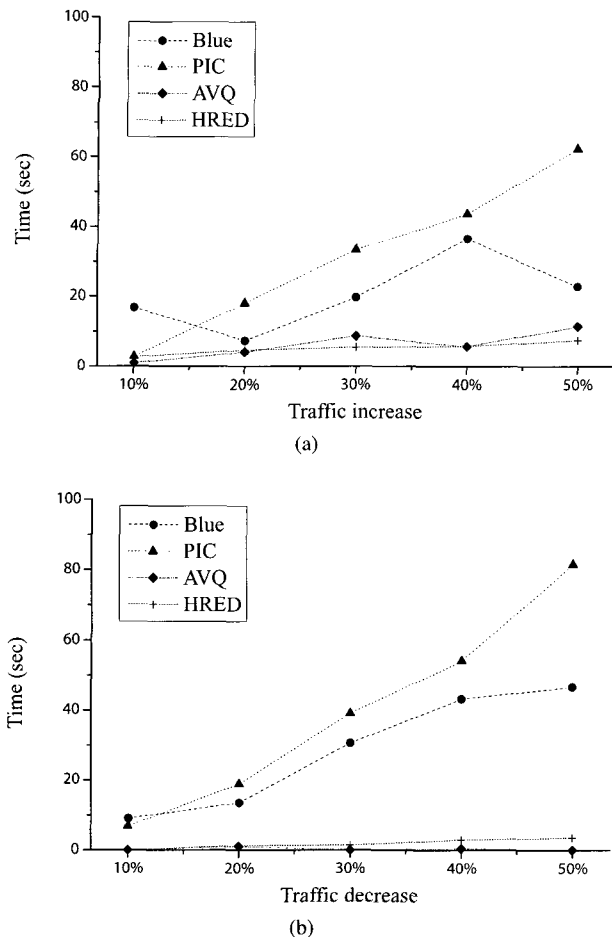 100
80
60
40
20
0
Time (sec)
Blue
PIC
AVQ
HRED
10%
20%
30%
40%
50%
Traffic increase
(a)
100
80
60
40
20
0
Time (sec)
Blue
PIC
AVQ
HRED
10%
20%
30%
40%
50%
Traffic decrease
(b)